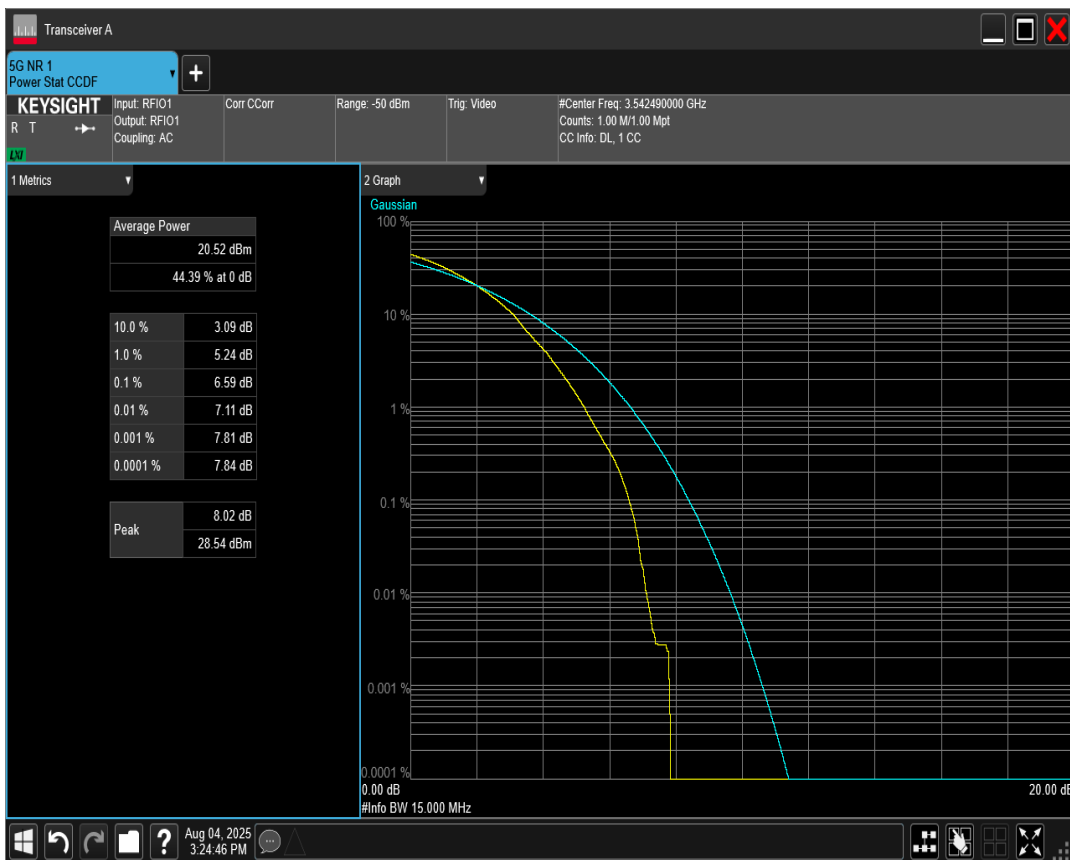 Transceiver A
5G NR 1
Power Stat CCDF
+
KEYSIGHT
R T
LXI
Input: RFIO1
Output: RFIO1
Coupling: AC
Corr CCorr
Range: -50 dBm
Trig: Video
#Center Freq: 3.542490000 GHz
Counts: 1.00 M/1.00 Mpt
CC Info: DL, 1 CC
1 Metrics
Average Power
20.52 dBm
44.39 % at 0 dB
10.0 % 3.09 dB
1.0 % 5.24 dB
0.1 % 6.59 dB
0.01 % 7.11 dB
0.001 % 7.81 dB
0.0001 % 7.84 dB
Peak
8.02 dB
28.54 dBm
2 Graph
Gaussian
100 %
10 %
1 %
0.1 %
0.01 %
0.001 %
0.0001 %
0.00 dB 20.00 dB
#Info BW 15.000 MHz
?
Aug 04, 2025
3:24:46 PM